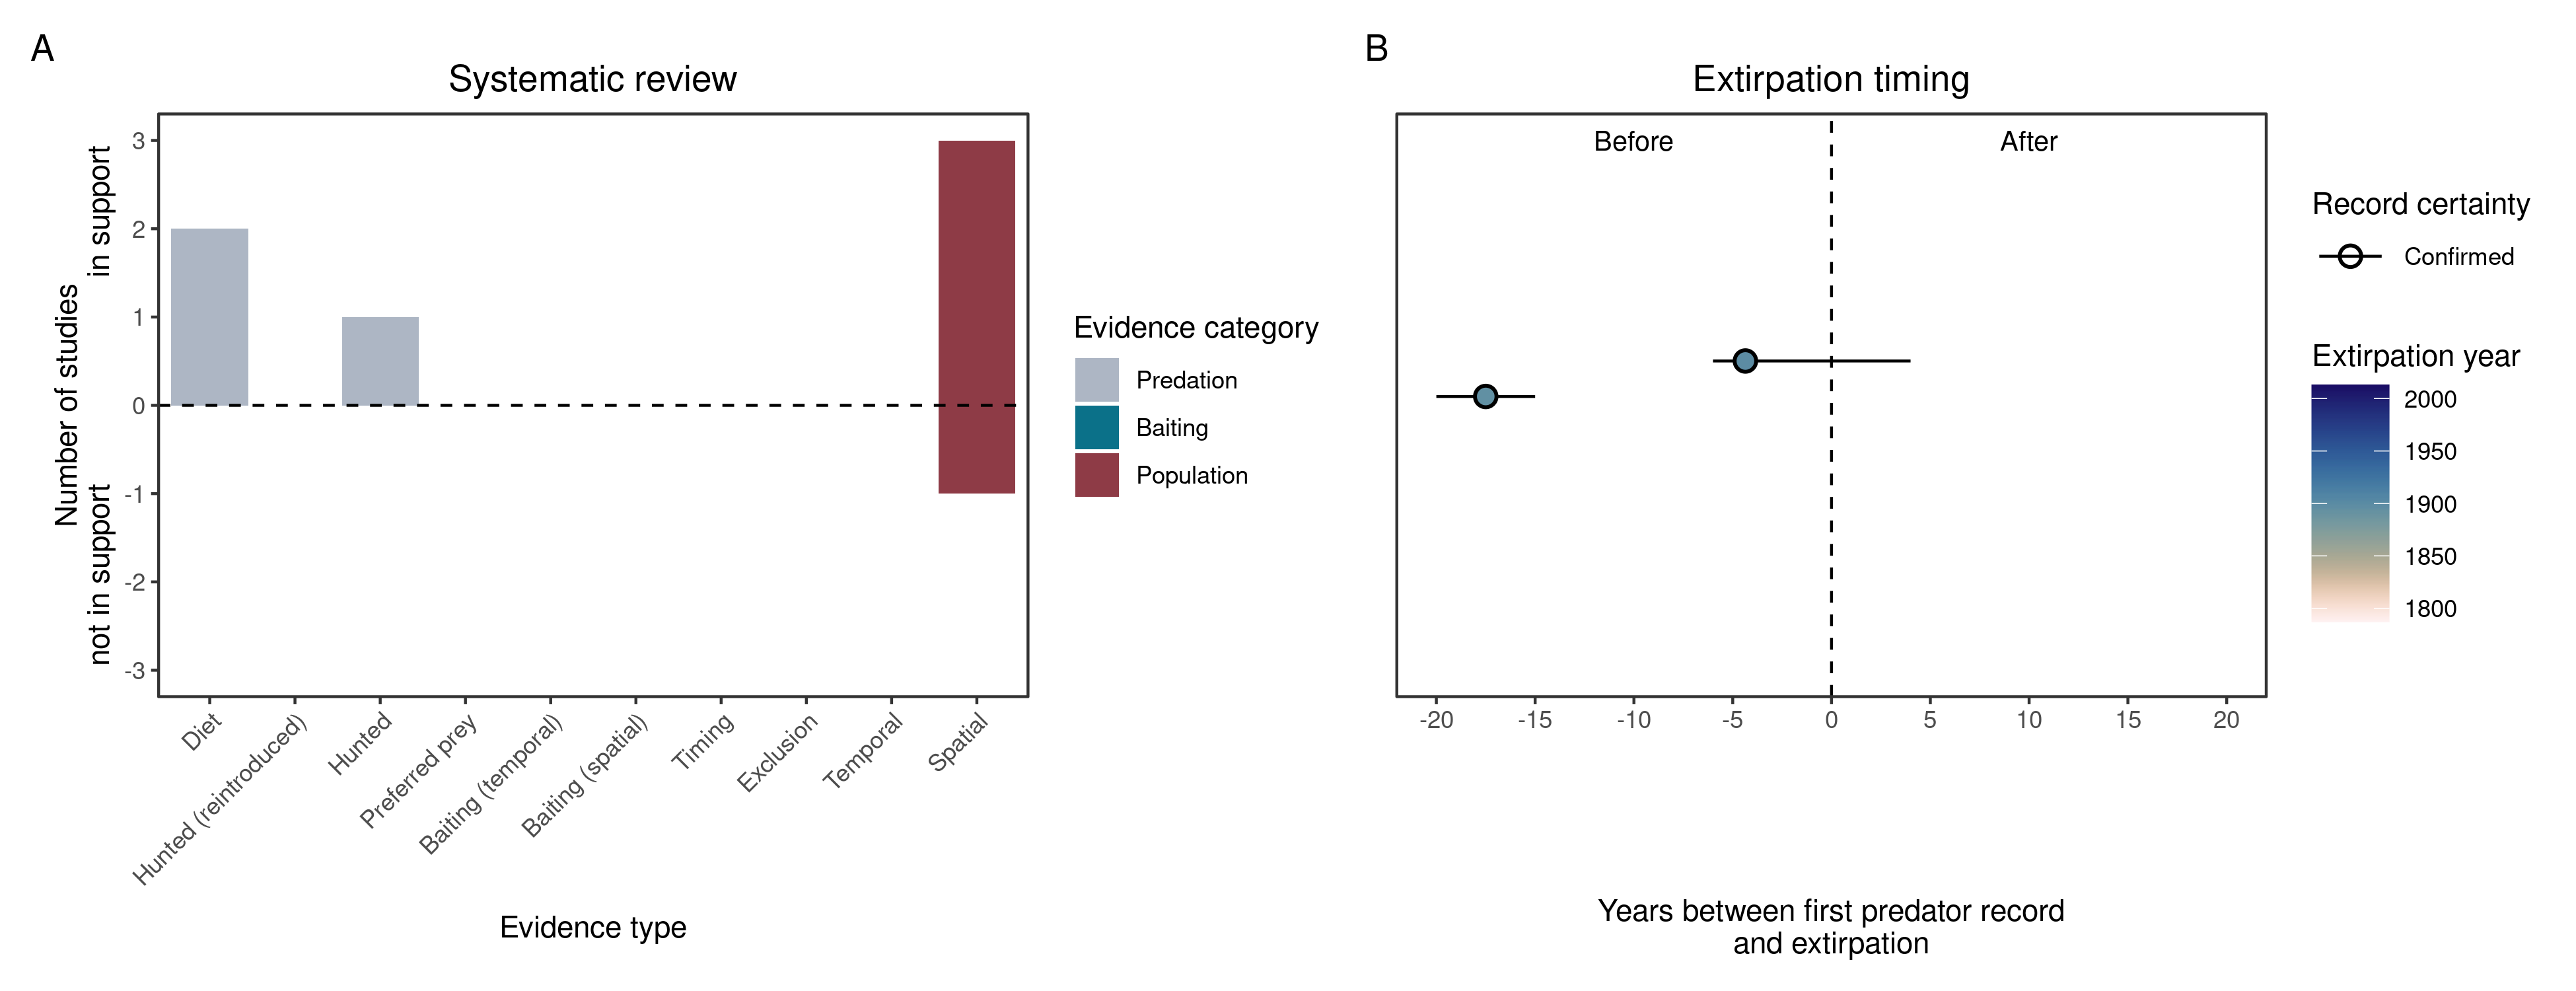 A
Systematic review
Number of studies
in support
not in support
3
2
1
0
-1
-2
-3
Diet
Hunted (reintroduced)
Hunted
Preferred prey
Baiting (temporal)
Baiting (spatial)
Timing
Exclusion
Temporal
Spatial
Evidence type
Evidence category
Predation
Baiting
Population
B
Extirpation timing
Before
After
-20
-15
-10
-5
0
5
10
15
20
Years between first predator record
and extirpation
Record certainty
Confirmed
Extirpation year
2000
1950
1900
1850
1800